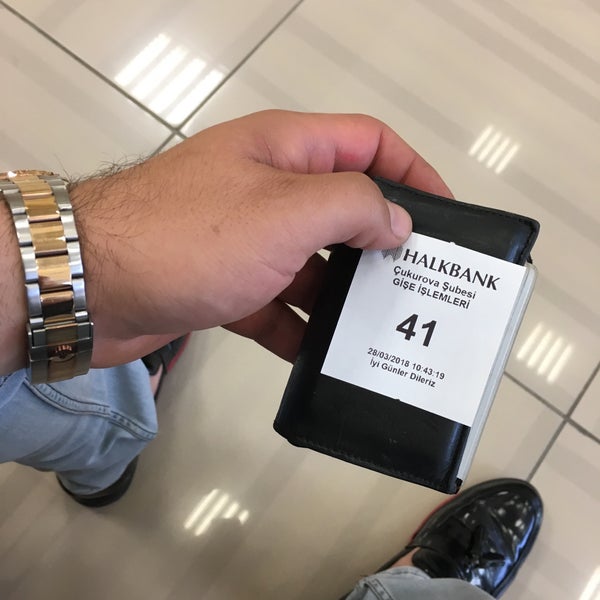 HALKBANK
Çukurova Şubesi
GİŞE İŞLEMLERİ
41
28/03/2018 10:43:19
İyi Günler Dileriz